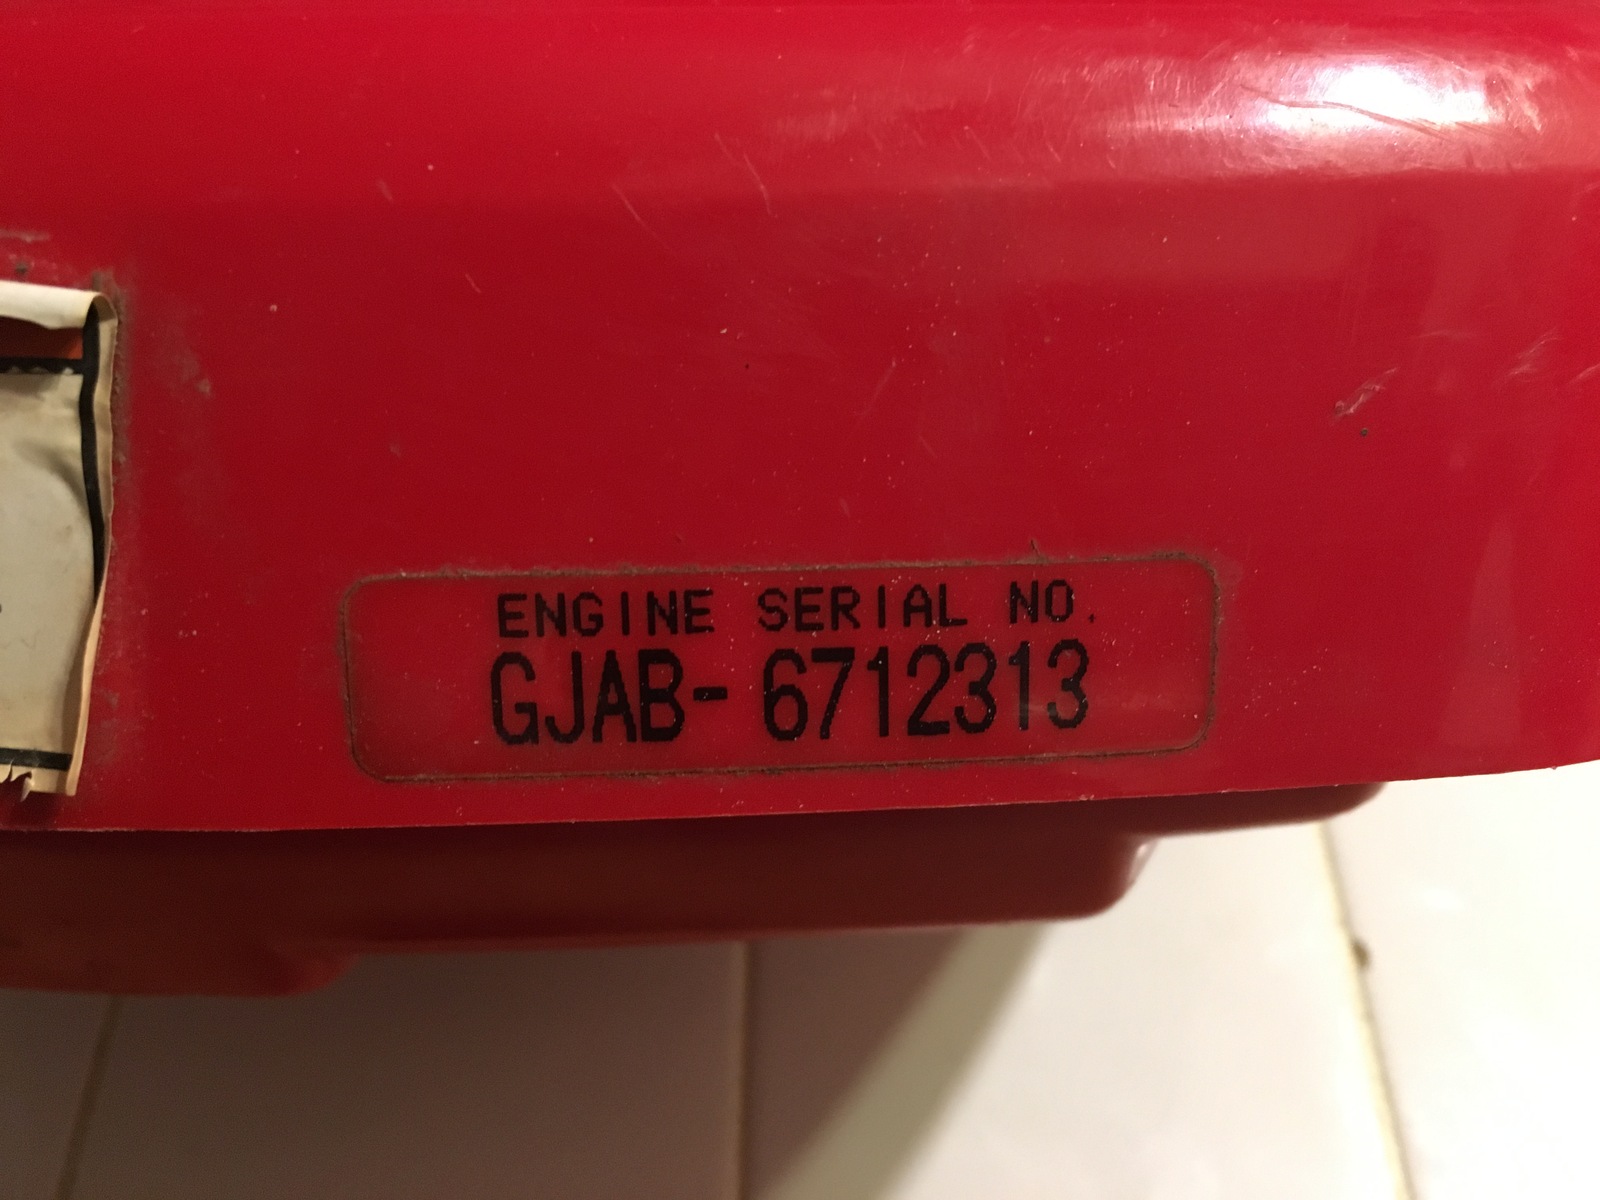 ENGINE SERIAL NO.
GJAB- 6712313